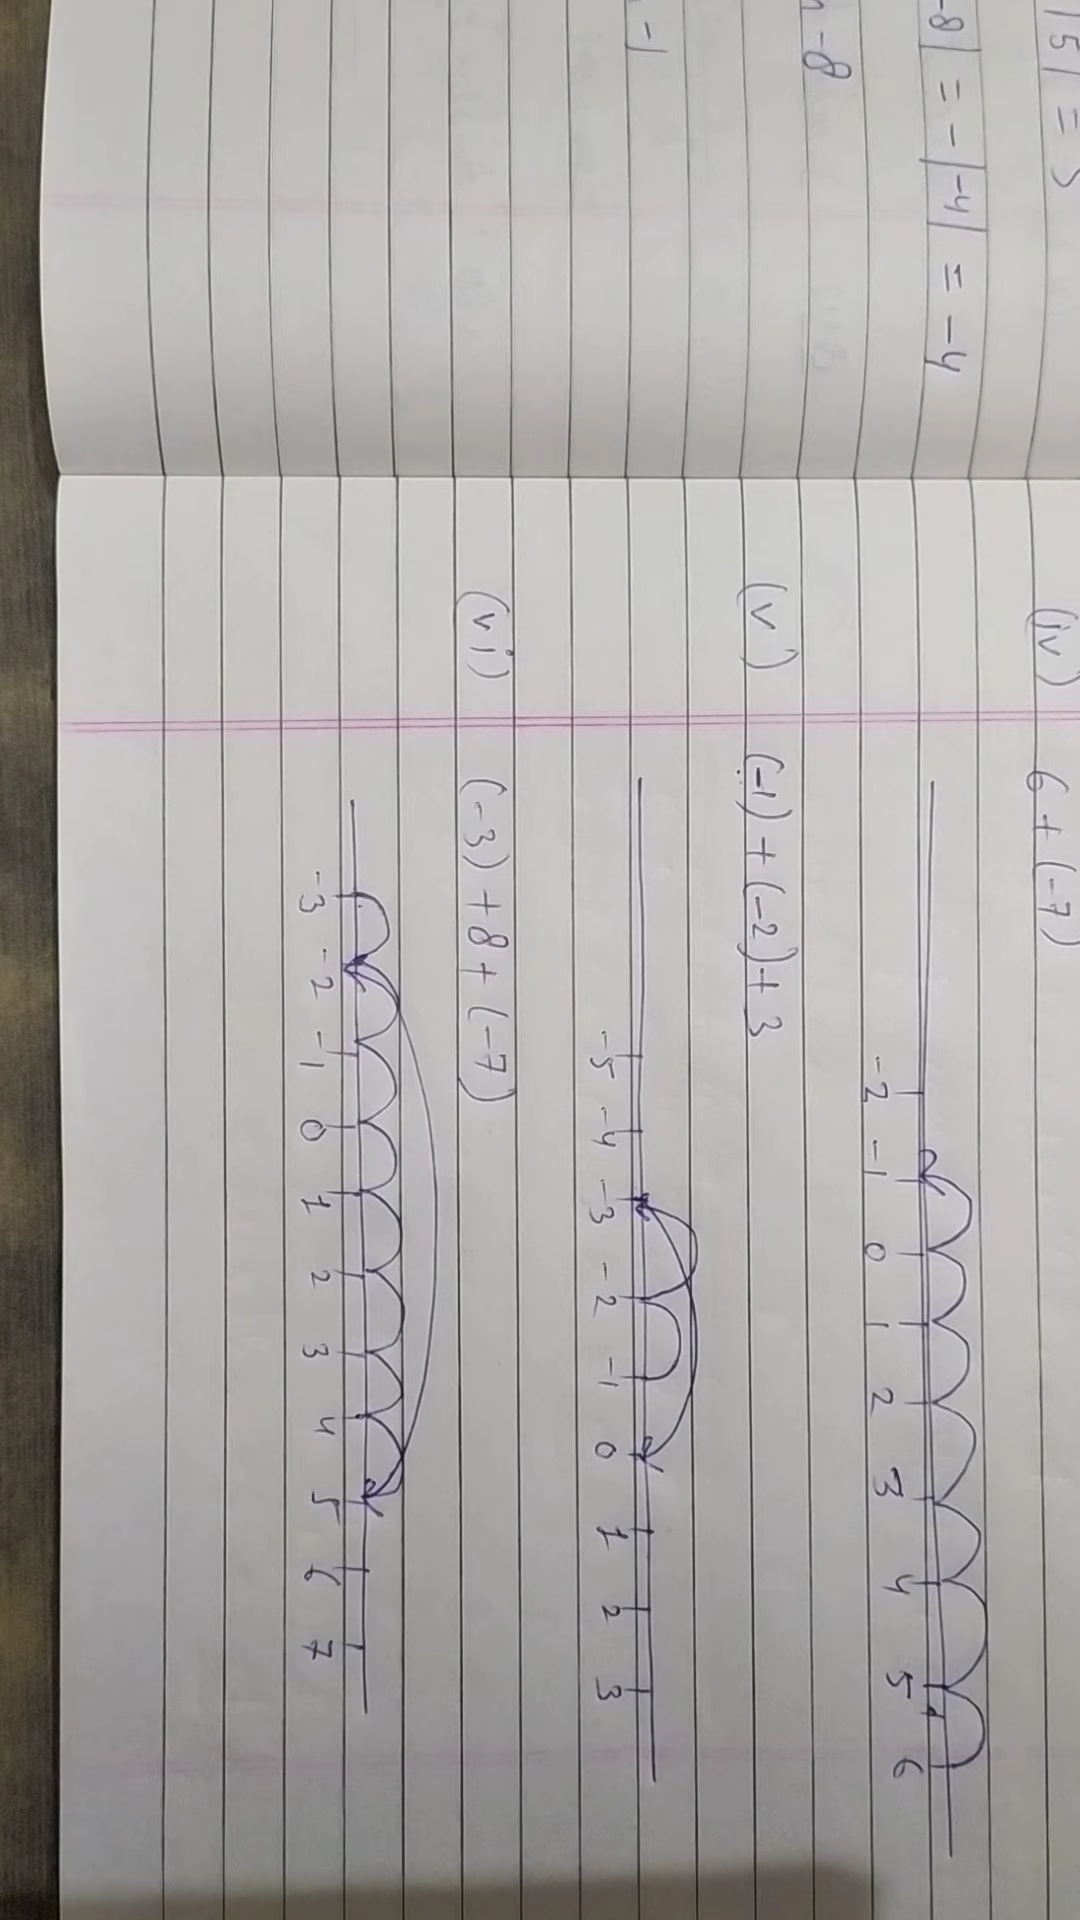 |5| = 5
-8| = -|-4| = -4
-8
-1
(iv) 6 + (-7)
-2 -1 0 1 2 3 4 5 6
(v) (-1) + (-2) + 3
-5 -4 -3 -2 -1 0 1 2 3
(vi) (-3) + 8 + (-7)
-3 -2 -1 0 1 2 3 4 5 6 7